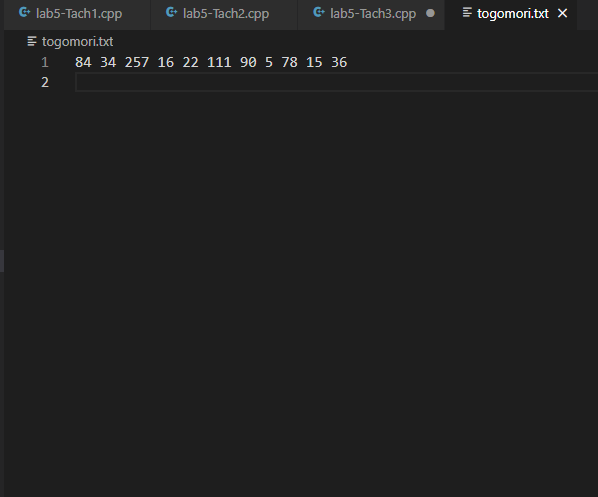 lab5-Tach1.cpp lab5-Tach2.cpp lab5-Tach3.cpp togomori.txt
togomori.txt
1 84 34 257 16 22 111 90 5 78 15 36
2